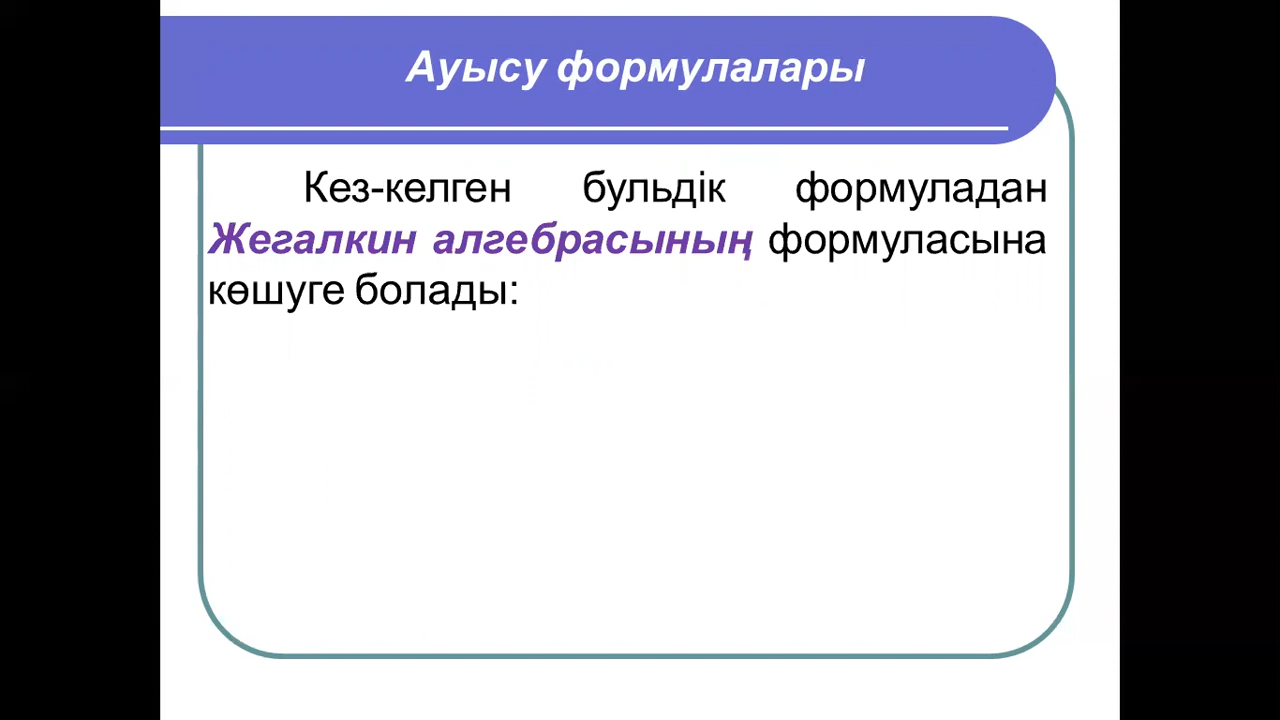 Ауысу формулалары
Кез-келген бульдік формуладан
Жегалкин алгебрасының формуласына
көшуге болады: